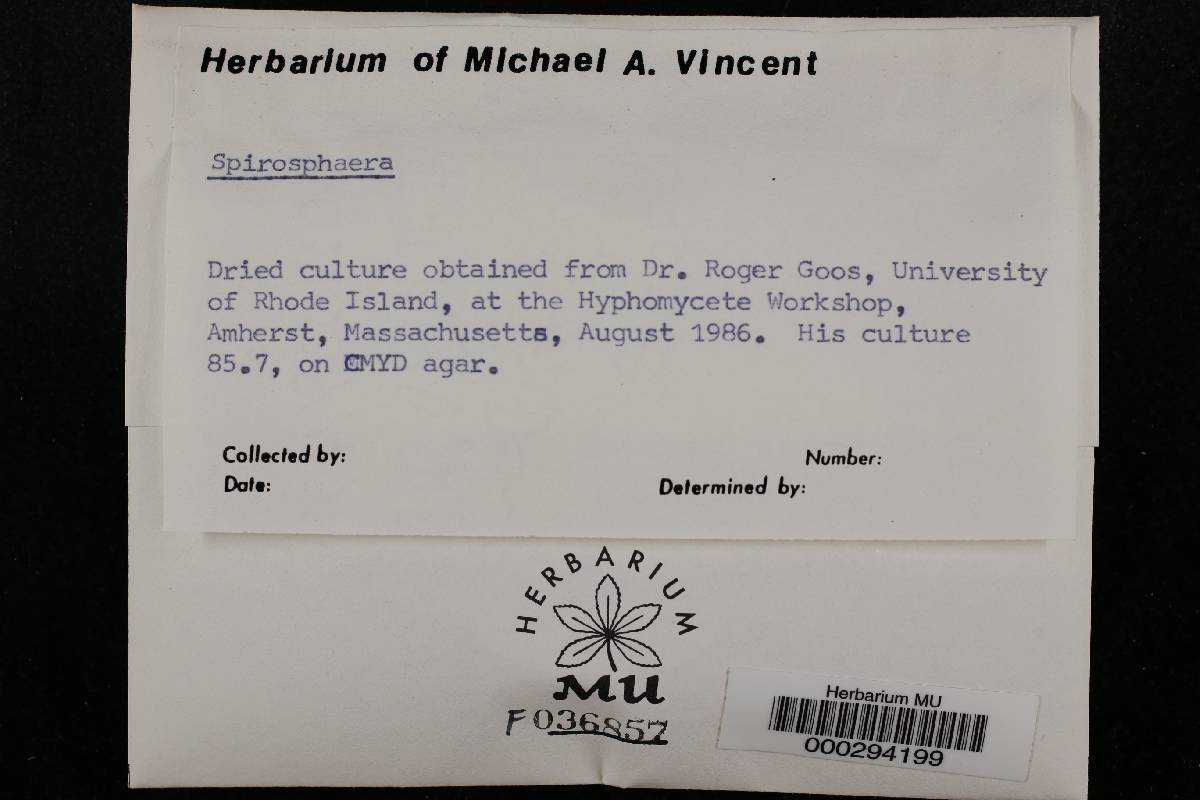 Herbarium of Michael A. Vincent
Spirosphaera
Dried culture obtained from Dr. Roger Goos, University
of Rhode Island, at the Hyphomycete Workshop,
Amherst, Massachusetts, August 1986. His culture
85.7, on CMYD agar.
Collected by:
Number:
Date:
Determined by:
HERBARIUM
MU
F036857
Herbarium MU
000294199